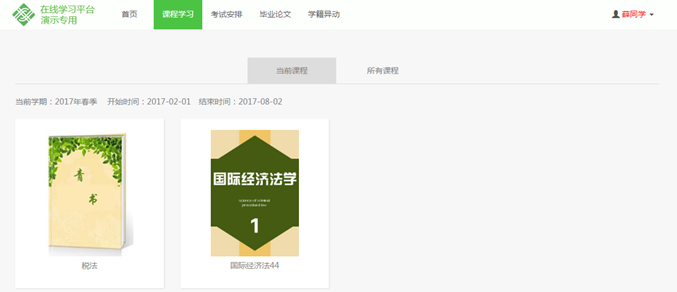 在线学习平台
演示专用
首页 课程学习 考试安排 毕业论文 学籍异动 薛同学
当前课程 所有课程
当前学期：2017年春季 开始时间：2017-02-01 结束时间：2017-08-02
青
书
税法
国际经济法学
1
国际经济法44